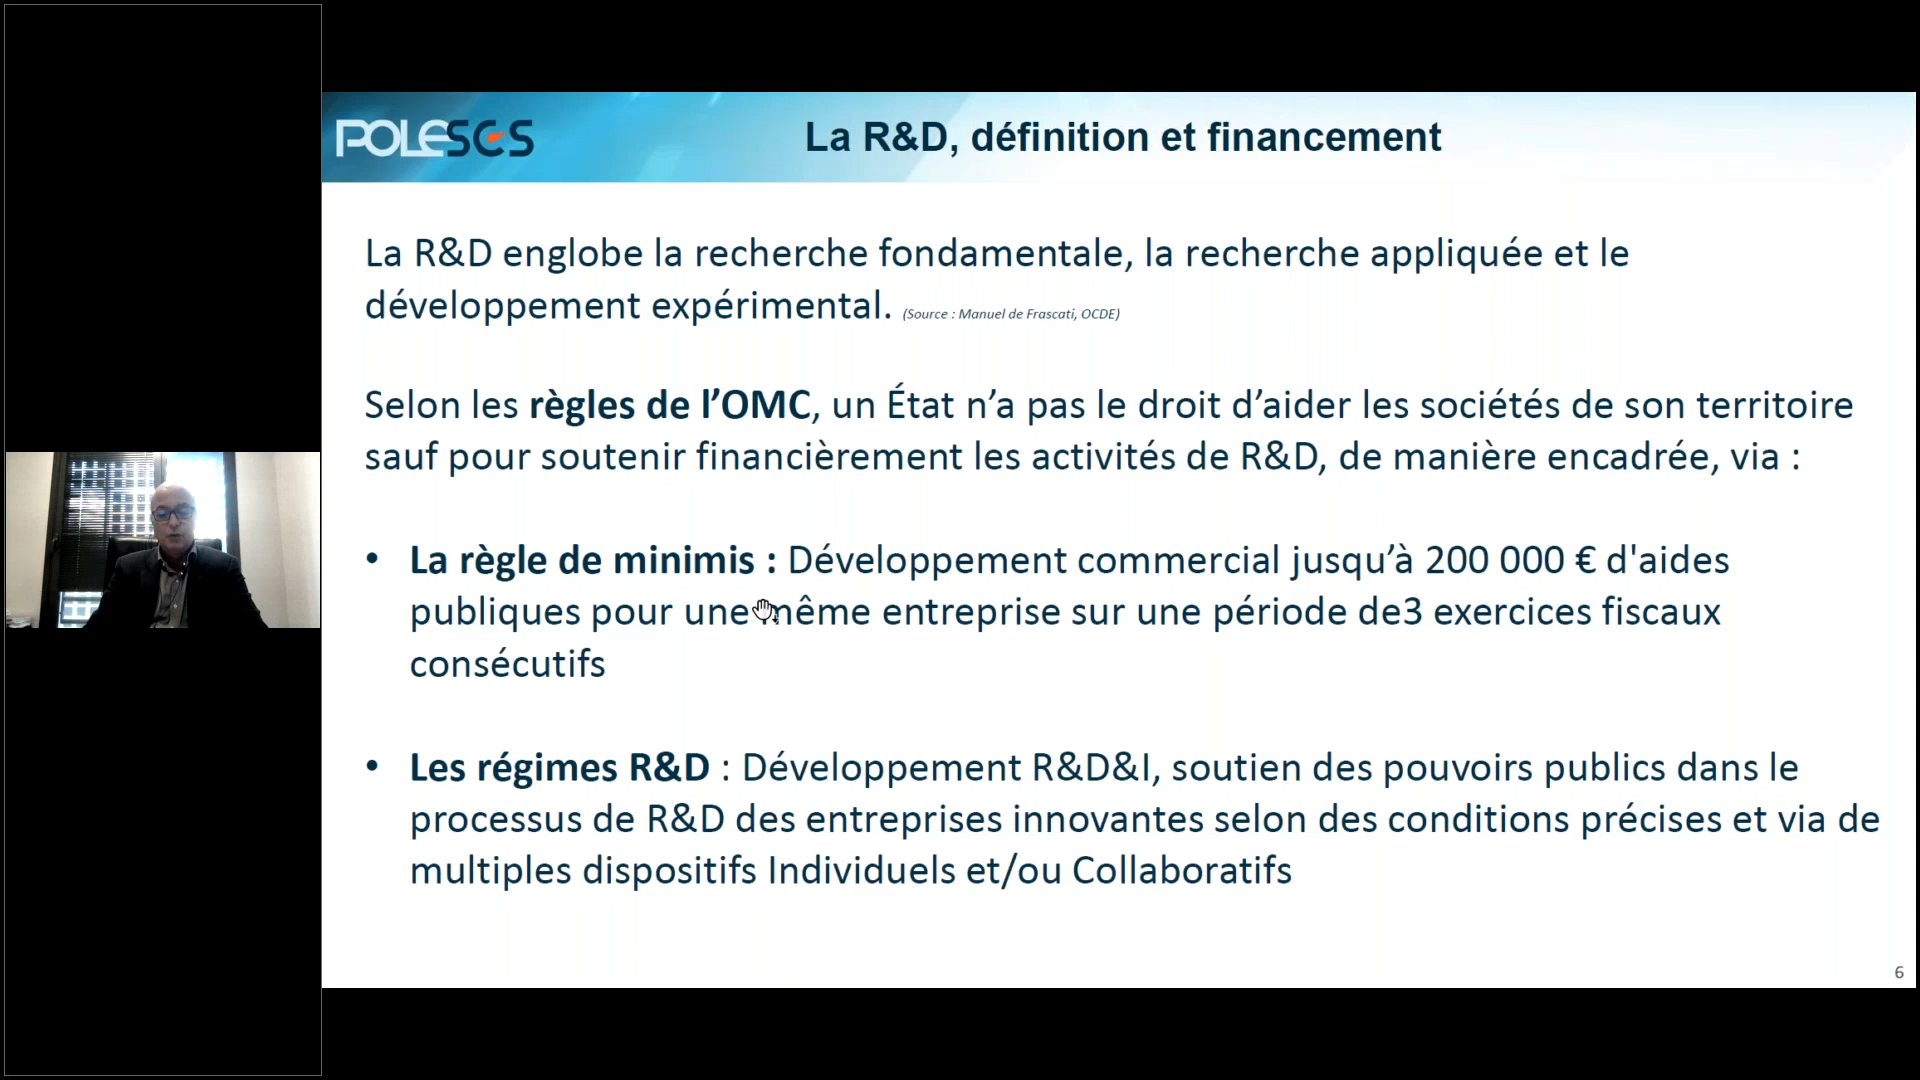 POLESCS
La R&D, définition et financement
La R&D englobe la recherche fondamentale, la recherche appliquée et le
développement expérimental. (Source : Manuel de Frascati, OCDE)
Selon les règles de l’OMC, un État n’a pas le droit d’aider les sociétés de son territoire
sauf pour soutenir financièrement les activités de R&D, de manière encadrée, via :
• La règle de minimis : Développement commercial jusqu’à 200 000 € d'aides
publiques pour une même entreprise sur une période de3 exercices fiscaux
consécutifs
• Les régimes R&D : Développement R&D&I, soutien des pouvoirs publics dans le
processus de R&D des entreprises innovantes selon des conditions précises et via de
multiples dispositifs Individuels et/ou Collaboratifs
6